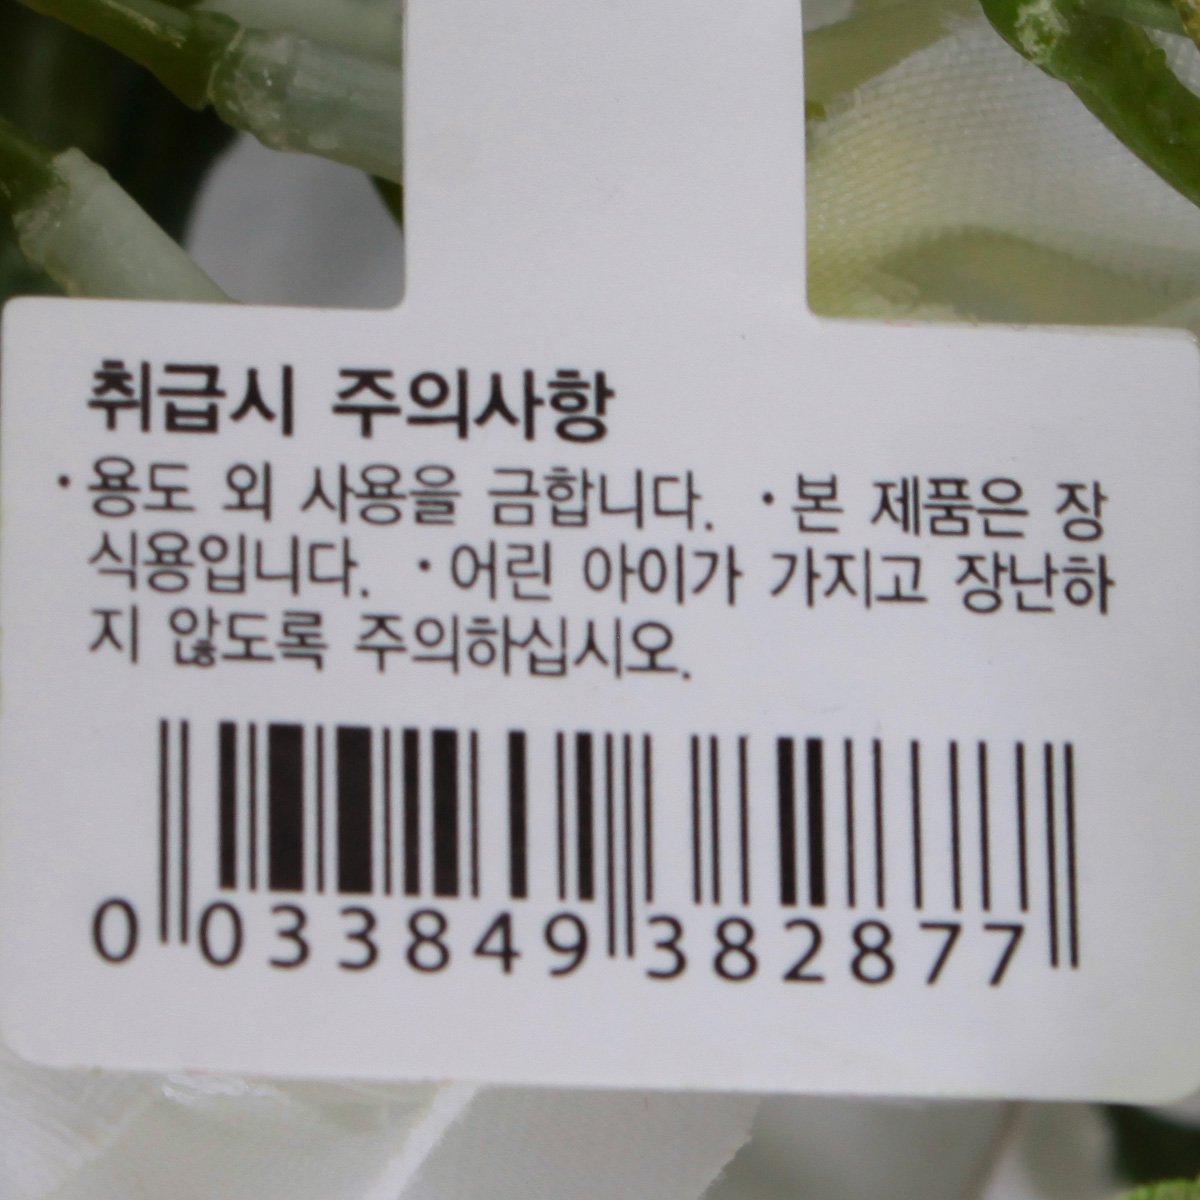 취급시 주의사항
·용도 외 사용을 금합니다. ·본 제품은 장
식용입니다. ·어린 아이가 가지고 장난하
지 않도록 주의하십시오.
0 033849 382877